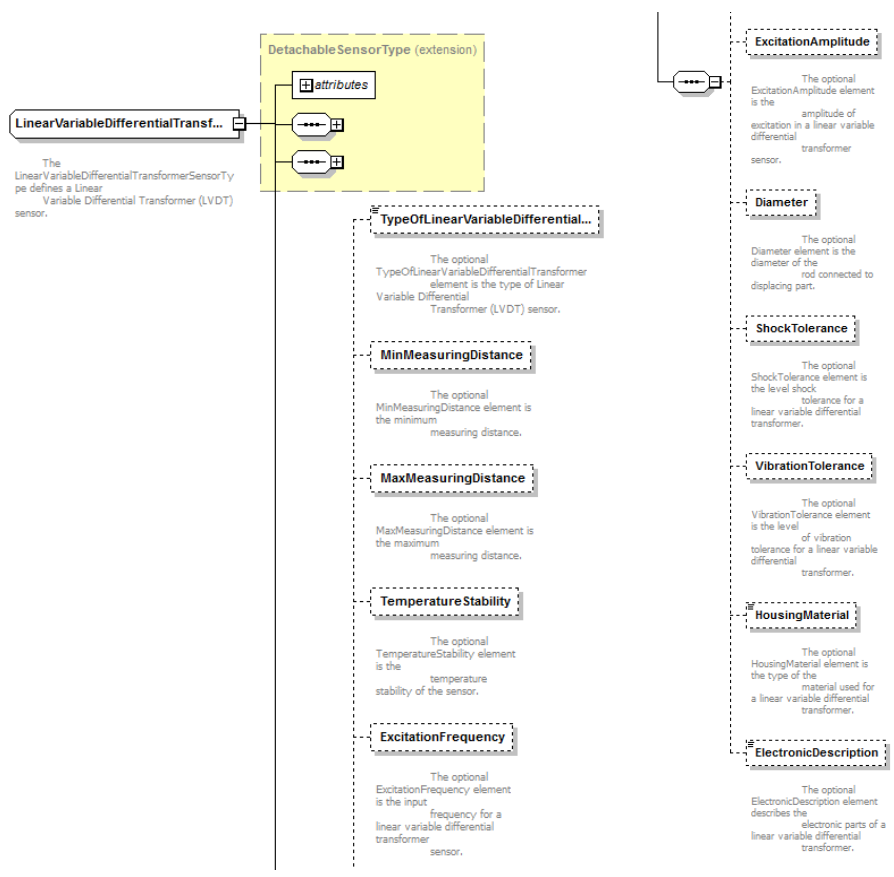 DetachableSensorType (extension)
attributes
LinearVariableDifferentialTransf...
The
LinearVariableDifferentialTransformerSensorTy
pe defines a Linear
Variable Differential Transformer (LVDT)
sensor.
TypeOfLinearVariableDifferential...
The optional
TypeOfLinearVariableDifferentialTransformer
element is the type of Linear
Variable Differential
Transformer (LVDT) sensor.
MinMeasuringDistance
The optional
MinMeasuringDistance element is
the minimum
measuring distance.
MaxMeasuringDistance
The optional
MaxMeasuringDistance element is
the maximum
measuring distance.
TemperatureStability
The optional
TemperatureStability element
is the
temperature
stability of the sensor.
ExcitationFrequency
The optional
ExcitationFrequency element
is the input
frequency for a
linear variable differential
transformer
sensor.
ExcitationAmplitude
The optional
ExcitationAmplitude element
is the
amplitude of
excitation in a linear variable
differential
transformer
sensor.
Diameter
The optional
Diameter element is the
diameter of the
rod connected to
displacing part.
ShockTolerance
The optional
ShockTolerance element is
the level shock
tolerance for a
linear variable differential
transformer.
VibrationTolerance
The optional
VibrationTolerance element
is the level
of vibration
tolerance for a linear variable
differential
transformer.
HousingMaterial
The optional
HousingMaterial element is
the type of the
material used for
a linear variable differential
transformer.
ElectronicDescription
The optional
ElectronicDescription element
describes the
electronic parts of a
linear variable differential
transformer.